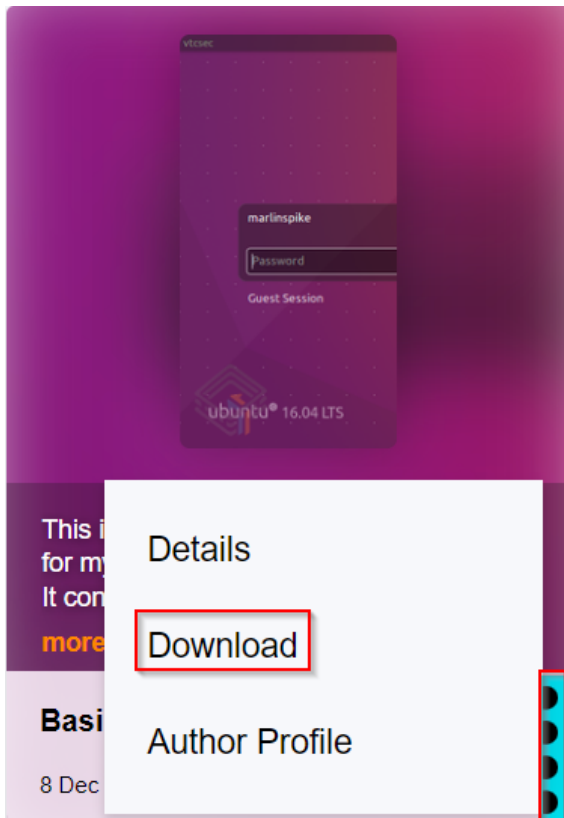 vtcsec
marlinspike
Password
Guest Session
ubuntu® 16.04 LTS
This i
for my
It con
more
Details
Download
Author Profile
Basi
8 Dec